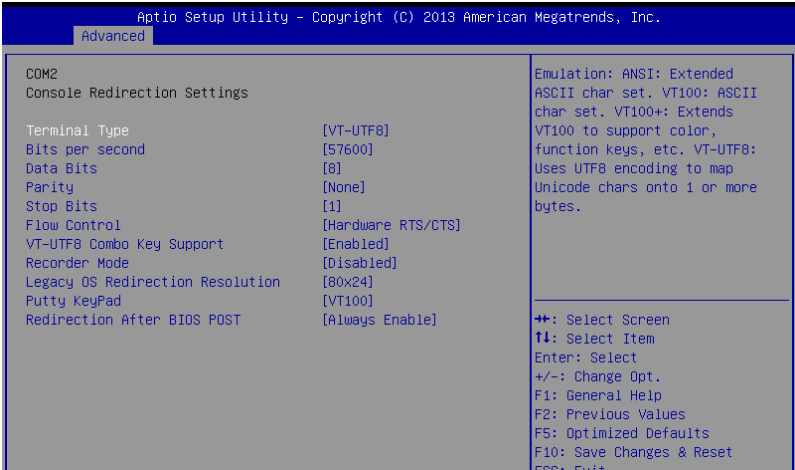 Aptio Setup Utility – Copyright (C) 2013 American Megatrends, Inc.
Advanced
COM2
Console Redirection Settings
Terminal Type [VT-UTF8]
Bits per second [57600]
Data Bits [8]
Parity [None]
Stop Bits [1]
Flow Control [Hardware RTS/CTS]
VT-UTF8 Combo Key Support [Enabled]
Recorder Mode [Disabled]
Legacy OS Redirection Resolution [80x24]
Putty KeyPad [VT100]
Redirection After BIOS POST [Always Enable]
Emulation: ANSI: Extended
ASCII char set. VT100: ASCII
char set. VT100+: Extends
VT100 to support color,
function keys, etc. VT-UTF8:
Uses UTF8 encoding to map
Unicode chars onto 1 or more
bytes.
→←: Select Screen
↑↓: Select Item
Enter: Select
+/-: Change Opt.
F1: General Help
F2: Previous Values
F5: Optimized Defaults
F10: Save Changes & Reset
ESC: Exit